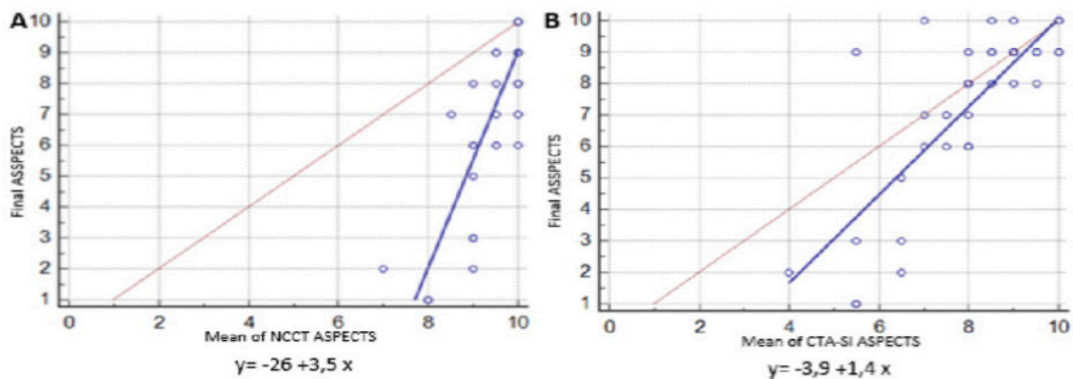 A
10
9
8
7
6
5
4
3
2
1
Final ASSPECTS
0 2 4 6 8 10
Mean of NCCT ASPECTS
y= -26 +3,5 x
B
10
9
8
7
6
5
4
3
2
1
Final ASSPECTS
0 2 4 6 8 10
Mean of CTA-SI ASPECTS
y= -3,9 +1,4 x